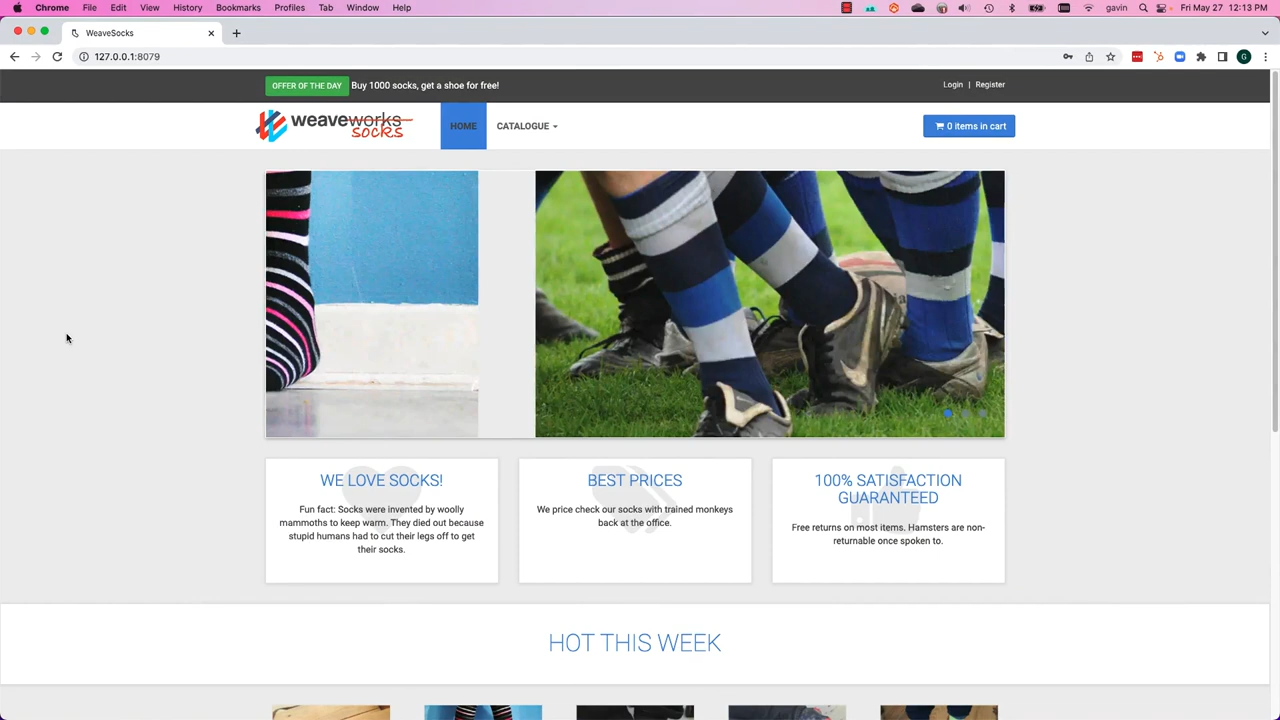 Chrome File Edit View History Bookmarks Profiles Tab Window Help gavin Fri May 27 12:13 PM
WeaveSocks
127.0.0.1:8079 G
OFFER OF THE DAY Buy 1000 socks, get a shoe for free! Login | Register
weaveworks
socks
HOME CATALOGUE 0 items in cart
WE LOVE SOCKS!
Fun fact: Socks were invented by woolly
mammoths to keep warm. They died out because
stupid humans had to cut their legs off to get
their socks.
BEST PRICES
We price check our socks with trained monkeys
back at the office.
100% SATISFACTION
GUARANTEED
Free returns on most items. Hamsters are non-
returnable once spoken to.
HOT THIS WEEK